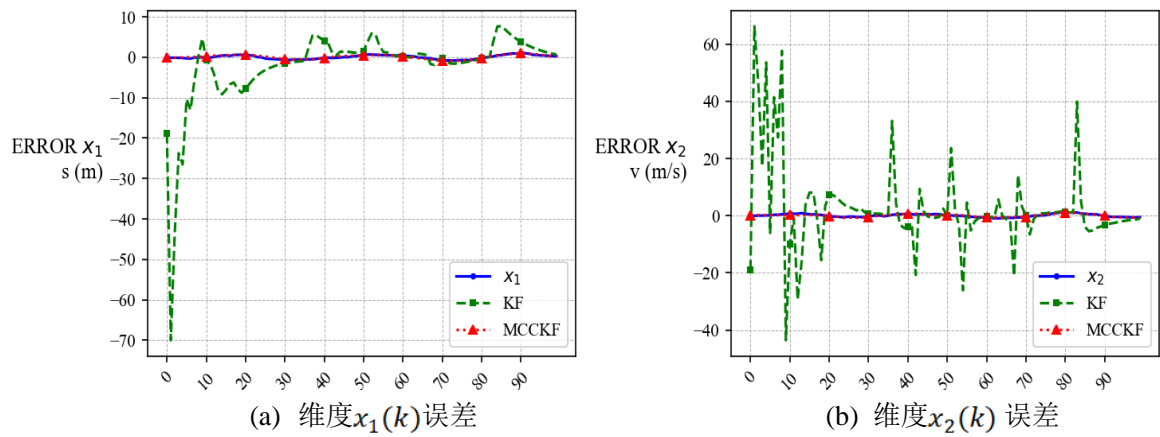 10
0
−10
−20
−30
−40
−50
−60
−70
ERROR x₁
s (m)
x₁
KF
MCCKF
0 10 20 30 40 50 60 70 80 90
(a) 维度x₁(k)误差
60
40
20
0
−20
−40
ERROR x₂
v (m/s)
x₂
KF
MCCKF
0 10 20 30 40 50 60 70 80 90
(b) 维度x₂(k) 误差